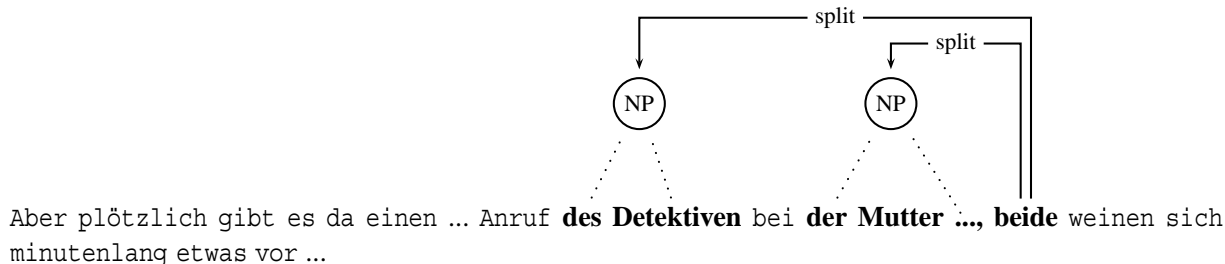 split
split
NP NP
Aber plötzlich gibt es da einen ... Anruf des Detektiven bei der Mutter ..., beide weinen sich
minutenlang etwas vor ...